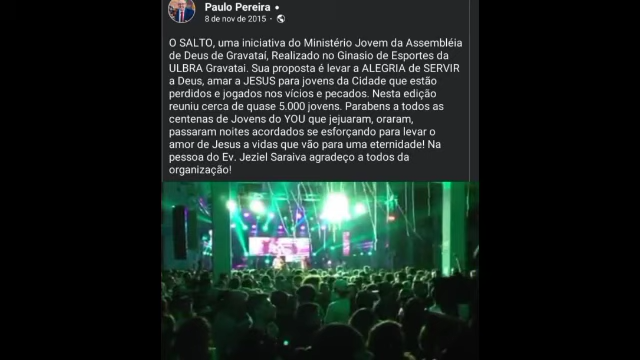 Paulo Pereira
8 de nov de 2015 •
O SALTO, uma iniciativa do Ministério Jovem da Assembléia
de Deus de Gravataí, Realizado no Ginasio de Esportes da
ULBRA Gravatai. Sua proposta é levar a ALEGRIA de SERVIR
a Deus, amar a JESUS para jovens da Cidade que estão
perdidos e jogados nos vícios e pecados. Nesta edição
reuniu cerca de quase 5.000 jovens. Parabens a todos as
centenas de Jovens do YOU que jejuaram, oraram,
passaram noites acordados se esforçando para levar o
amor de Jesus a vidas que vão para uma eternidade! Na
pessoa do Ev. Jeziel Saraiva agradeço a todos da
organização!